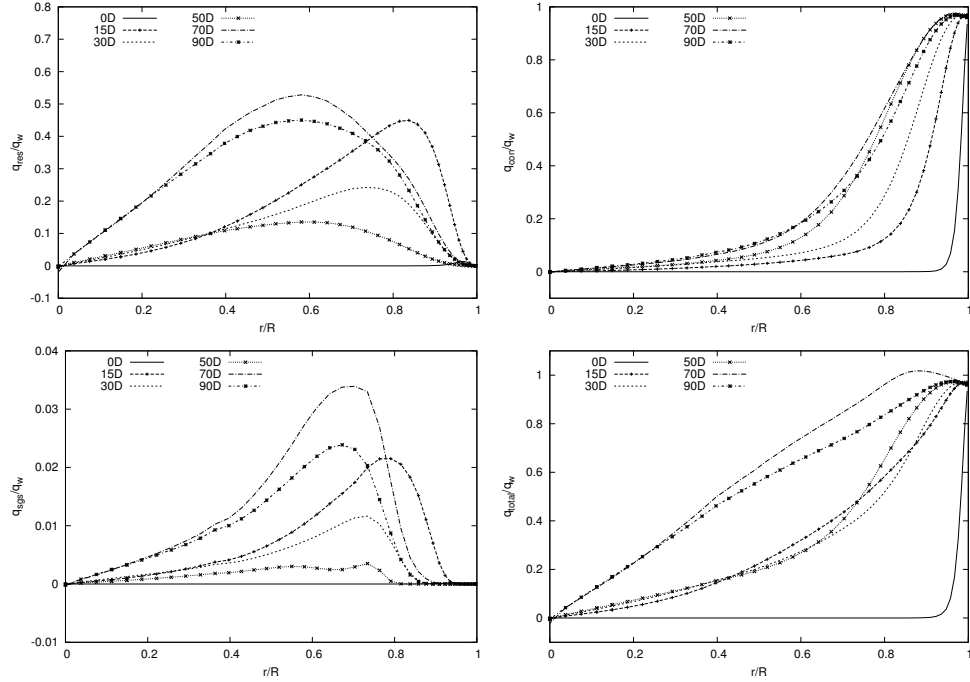 0.8
0.7
0.6
0.5
0.4
0.3
0.2
0.1
0
-0.1
0 0.2 0.4 0.6 0.8 1
q_res/q_w
r/R
0D 50D
15D 70D
30D 90D
1
0.8
0.6
0.4
0.2
0
0 0.2 0.4 0.6 0.8 1
q_con/q_w
r/R
0D 50D
15D 70D
30D 90D
0.04
0.03
0.02
0.01
0
-0.01
0 0.2 0.4 0.6 0.8 1
q_sgs/q_w
r/R
0D 50D
15D 70D
30D 90D
1
0.8
0.6
0.4
0.2
0
0 0.2 0.4 0.6 0.8 1
q_total/q_w
r/R
0D 50D
15D 70D
30D 90D